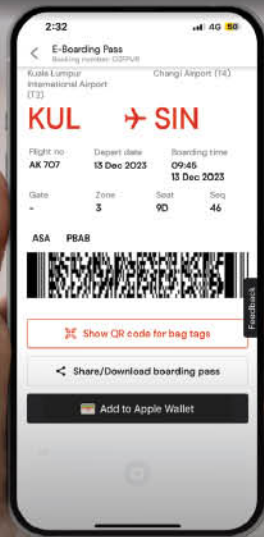 2:32
4G 50
E-Boarding Pass
Booking number:
Kuala Lumpur
International Airport
(T2)
Changi Airport (T4)
KUL SIN
Flight no Depart date Boarding time
AK 707 13 Dec 2023 09:45
13 Dec 2023
Gate Zone Seat Seq
- 3 9D 46
ASA PBAB
Feedback
Show QR code for bag tags
Share/Download boarding pass
Add to Apple Wallet